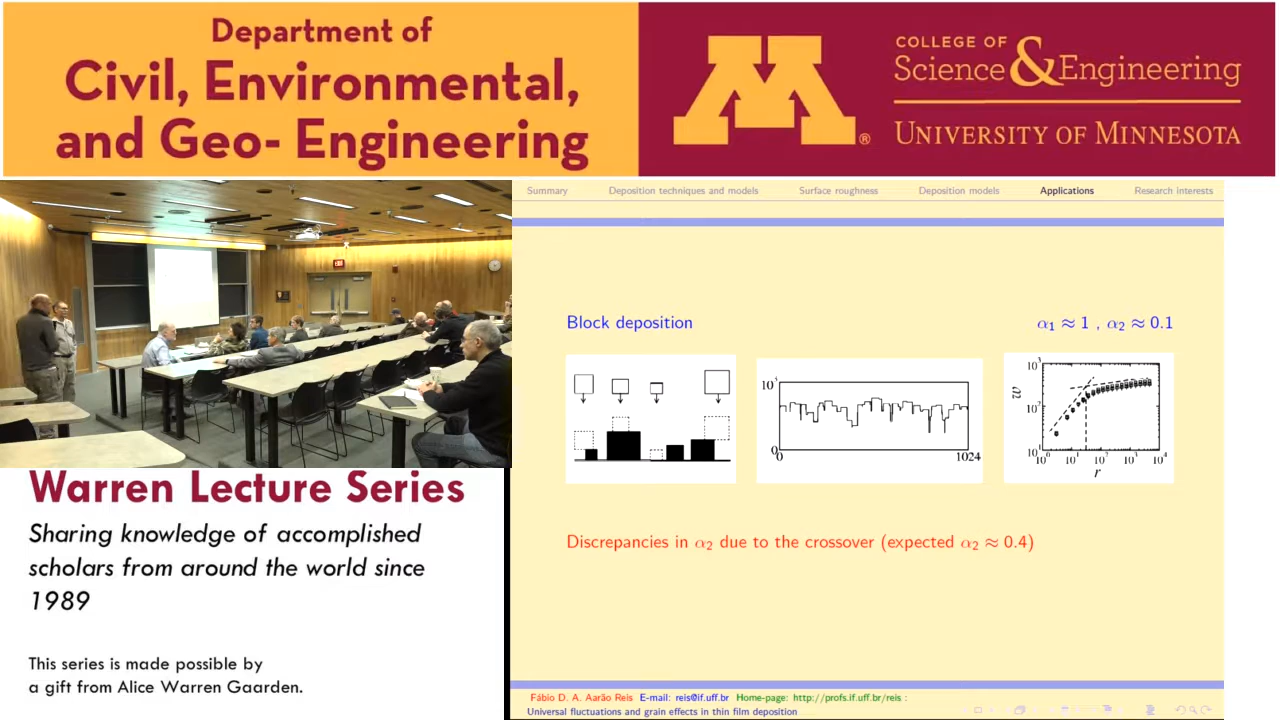 Department of
Civil, Environmental,
and Geo- Engineering
COLLEGE OF
Science & Engineering
UNIVERSITY OF MINNESOTA
®
Summary Deposition techniques and models Surface roughness Deposition models Applications Research interests
Block deposition α₁ ≈ 1 , α₂ ≈ 0.1
0
0 1024
r
Discrepancies in α₂ due to the crossover (expected α₂ ≈ 0.4)
Warren Lecture Series
Sharing knowledge of accomplished
scholars from around the world since
1989
This series is made possible by
a gift from Alice Warren Gaarden.
Fábio D. A. Aarão Reis E-mail: reis@if.uff.br Home-page: http://profs.if.uff.br/reis :
Universal fluctuations and grain effects in thin film deposition